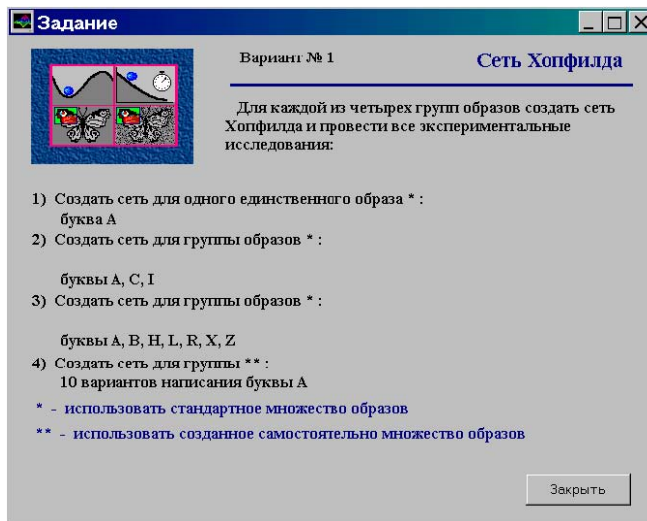 Задание
Вариант № 1
Сеть Хопфилда
Для каждой из четырех групп образов создать сеть
Хопфилда и провести все экспериментальные
исследования:
1) Создать сеть для одного единственного образа * :
буква A
2) Создать сеть для группы образов * :
буквы A, C, I
3) Создать сеть для группы образов * :
буквы A, B, H, L, R, X, Z
4) Создать сеть для группы ** :
10 вариантов написания буквы A
* - использовать стандартное множество образов
** - использовать созданное самостоятельно множество образов
Закрыть